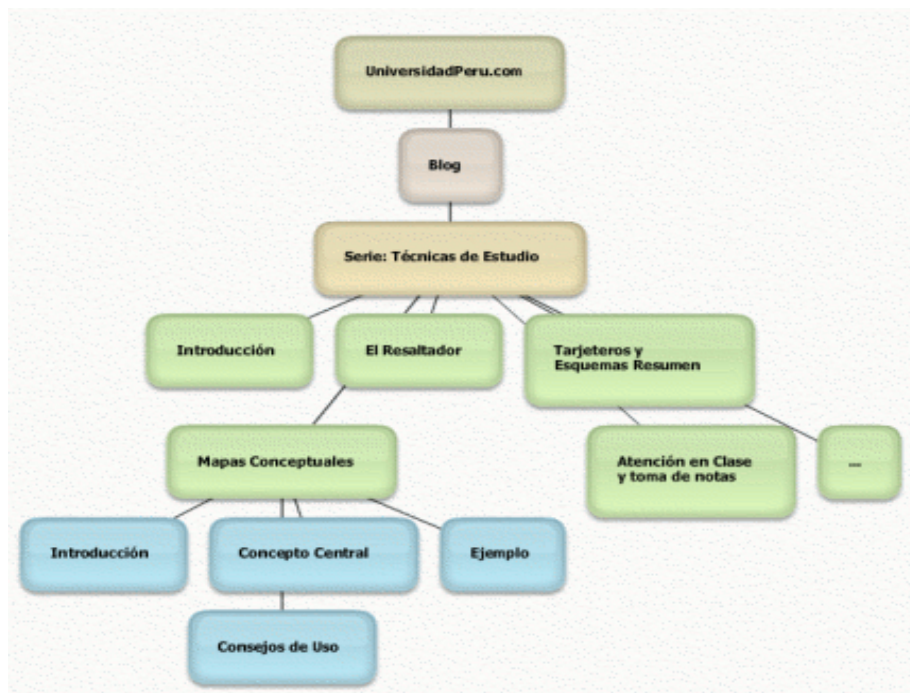 UniversidadPeru.com
Blog
Serie: Técnicas de Estudio
Introducción
El Resaltador
Tarjeteros y
Esquemas Resumen
Mapas Conceptuales
Atención en Clase
y toma de notas
...
Introducción
Concepto Central
Ejemplo
Consejos de Uso